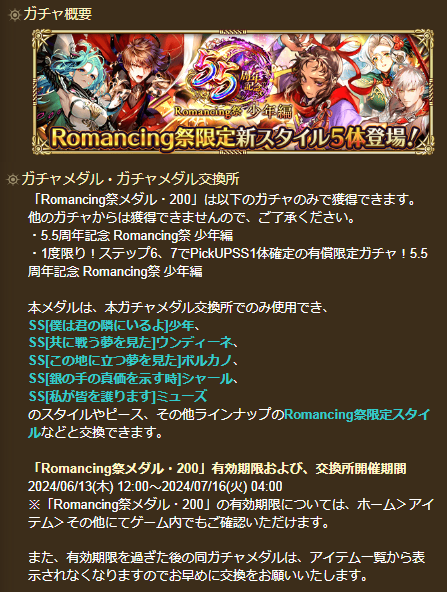 ガチャ概要
5.5
周年
記念
Romancing祭 少年編
Romancing祭限定新スタイル5体登場!
ガチャメダル・ガチャメダル交換所
「Romancing祭メダル・200」は以下のガチャのみで獲得できます。
他のガチャからは獲得できませんので、ご了承ください。
・5.5周年記念 Romancing祭 少年編
・1度限り!ステップ6、7でPickUPSS1体確定の有償限定ガチャ!5.5
周年記念 Romancing祭 少年編
本メダルは、本ガチャメダル交換所でのみ使用でき、
SS[僕は君の隣にいるよ]少年、
SS[共に戦う夢を見た]ウンディーネ、
SS[この地に立つ夢を見た]ボルカノ、
SS[銀の手の真価を示す時]シャール、
SS[私が皆を護ります]ミューズ
のスタイルやピース、その他ラインナップのRomancing祭限定スタイ
ルなどと交換できます。
「Romancing祭メダル・200」有効期限および、交換所開催期間
2024/06/13(木) 12:00～2024/07/16(火) 04:00
※「Romancing祭メダル・200」の有効期限については、ホーム＞アイ
テム＞その他にてゲーム内でもご確認いただけます。
また、有効期限を過ぎた後の同ガチャメダルは、アイテム一覧から表
示されなくなりますのでお早めに交換をお願いいたします。